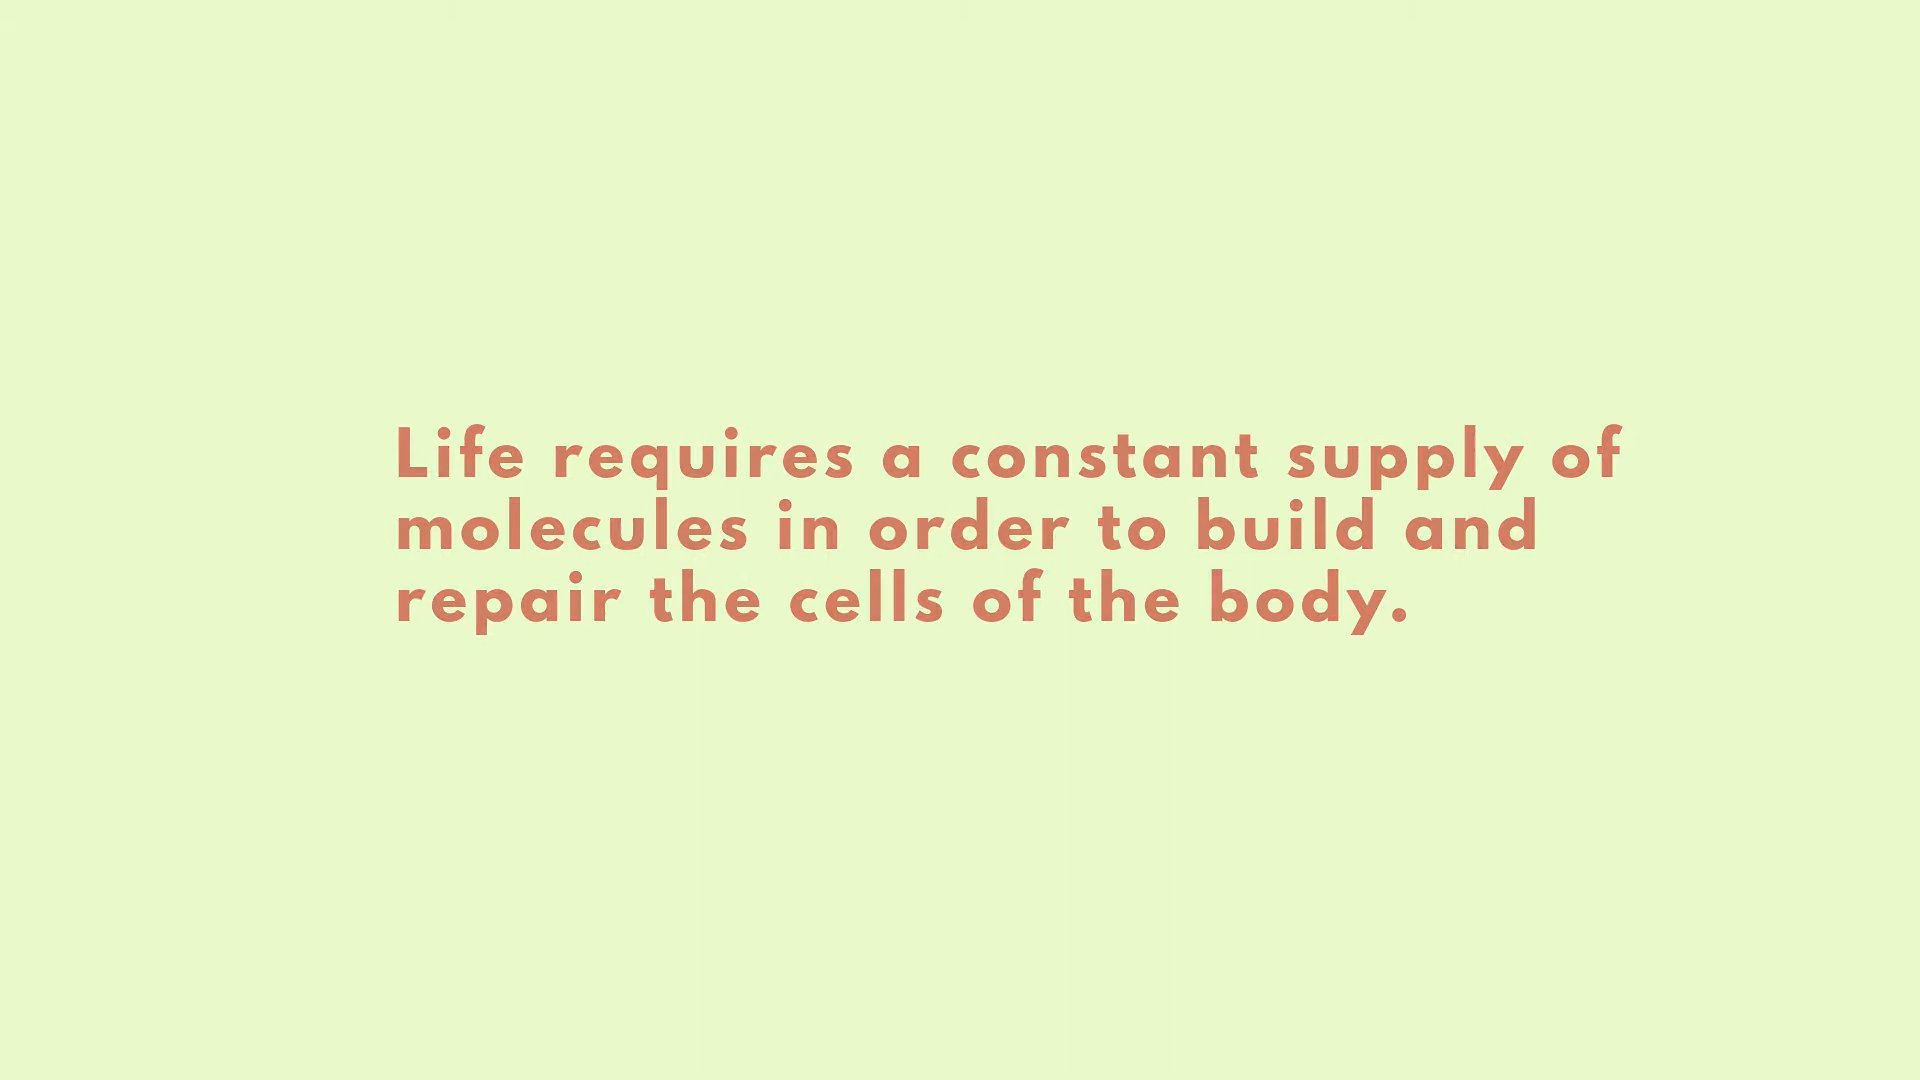 Life requires a constant supply of
molecules in order to build and
repair the cells of the body.